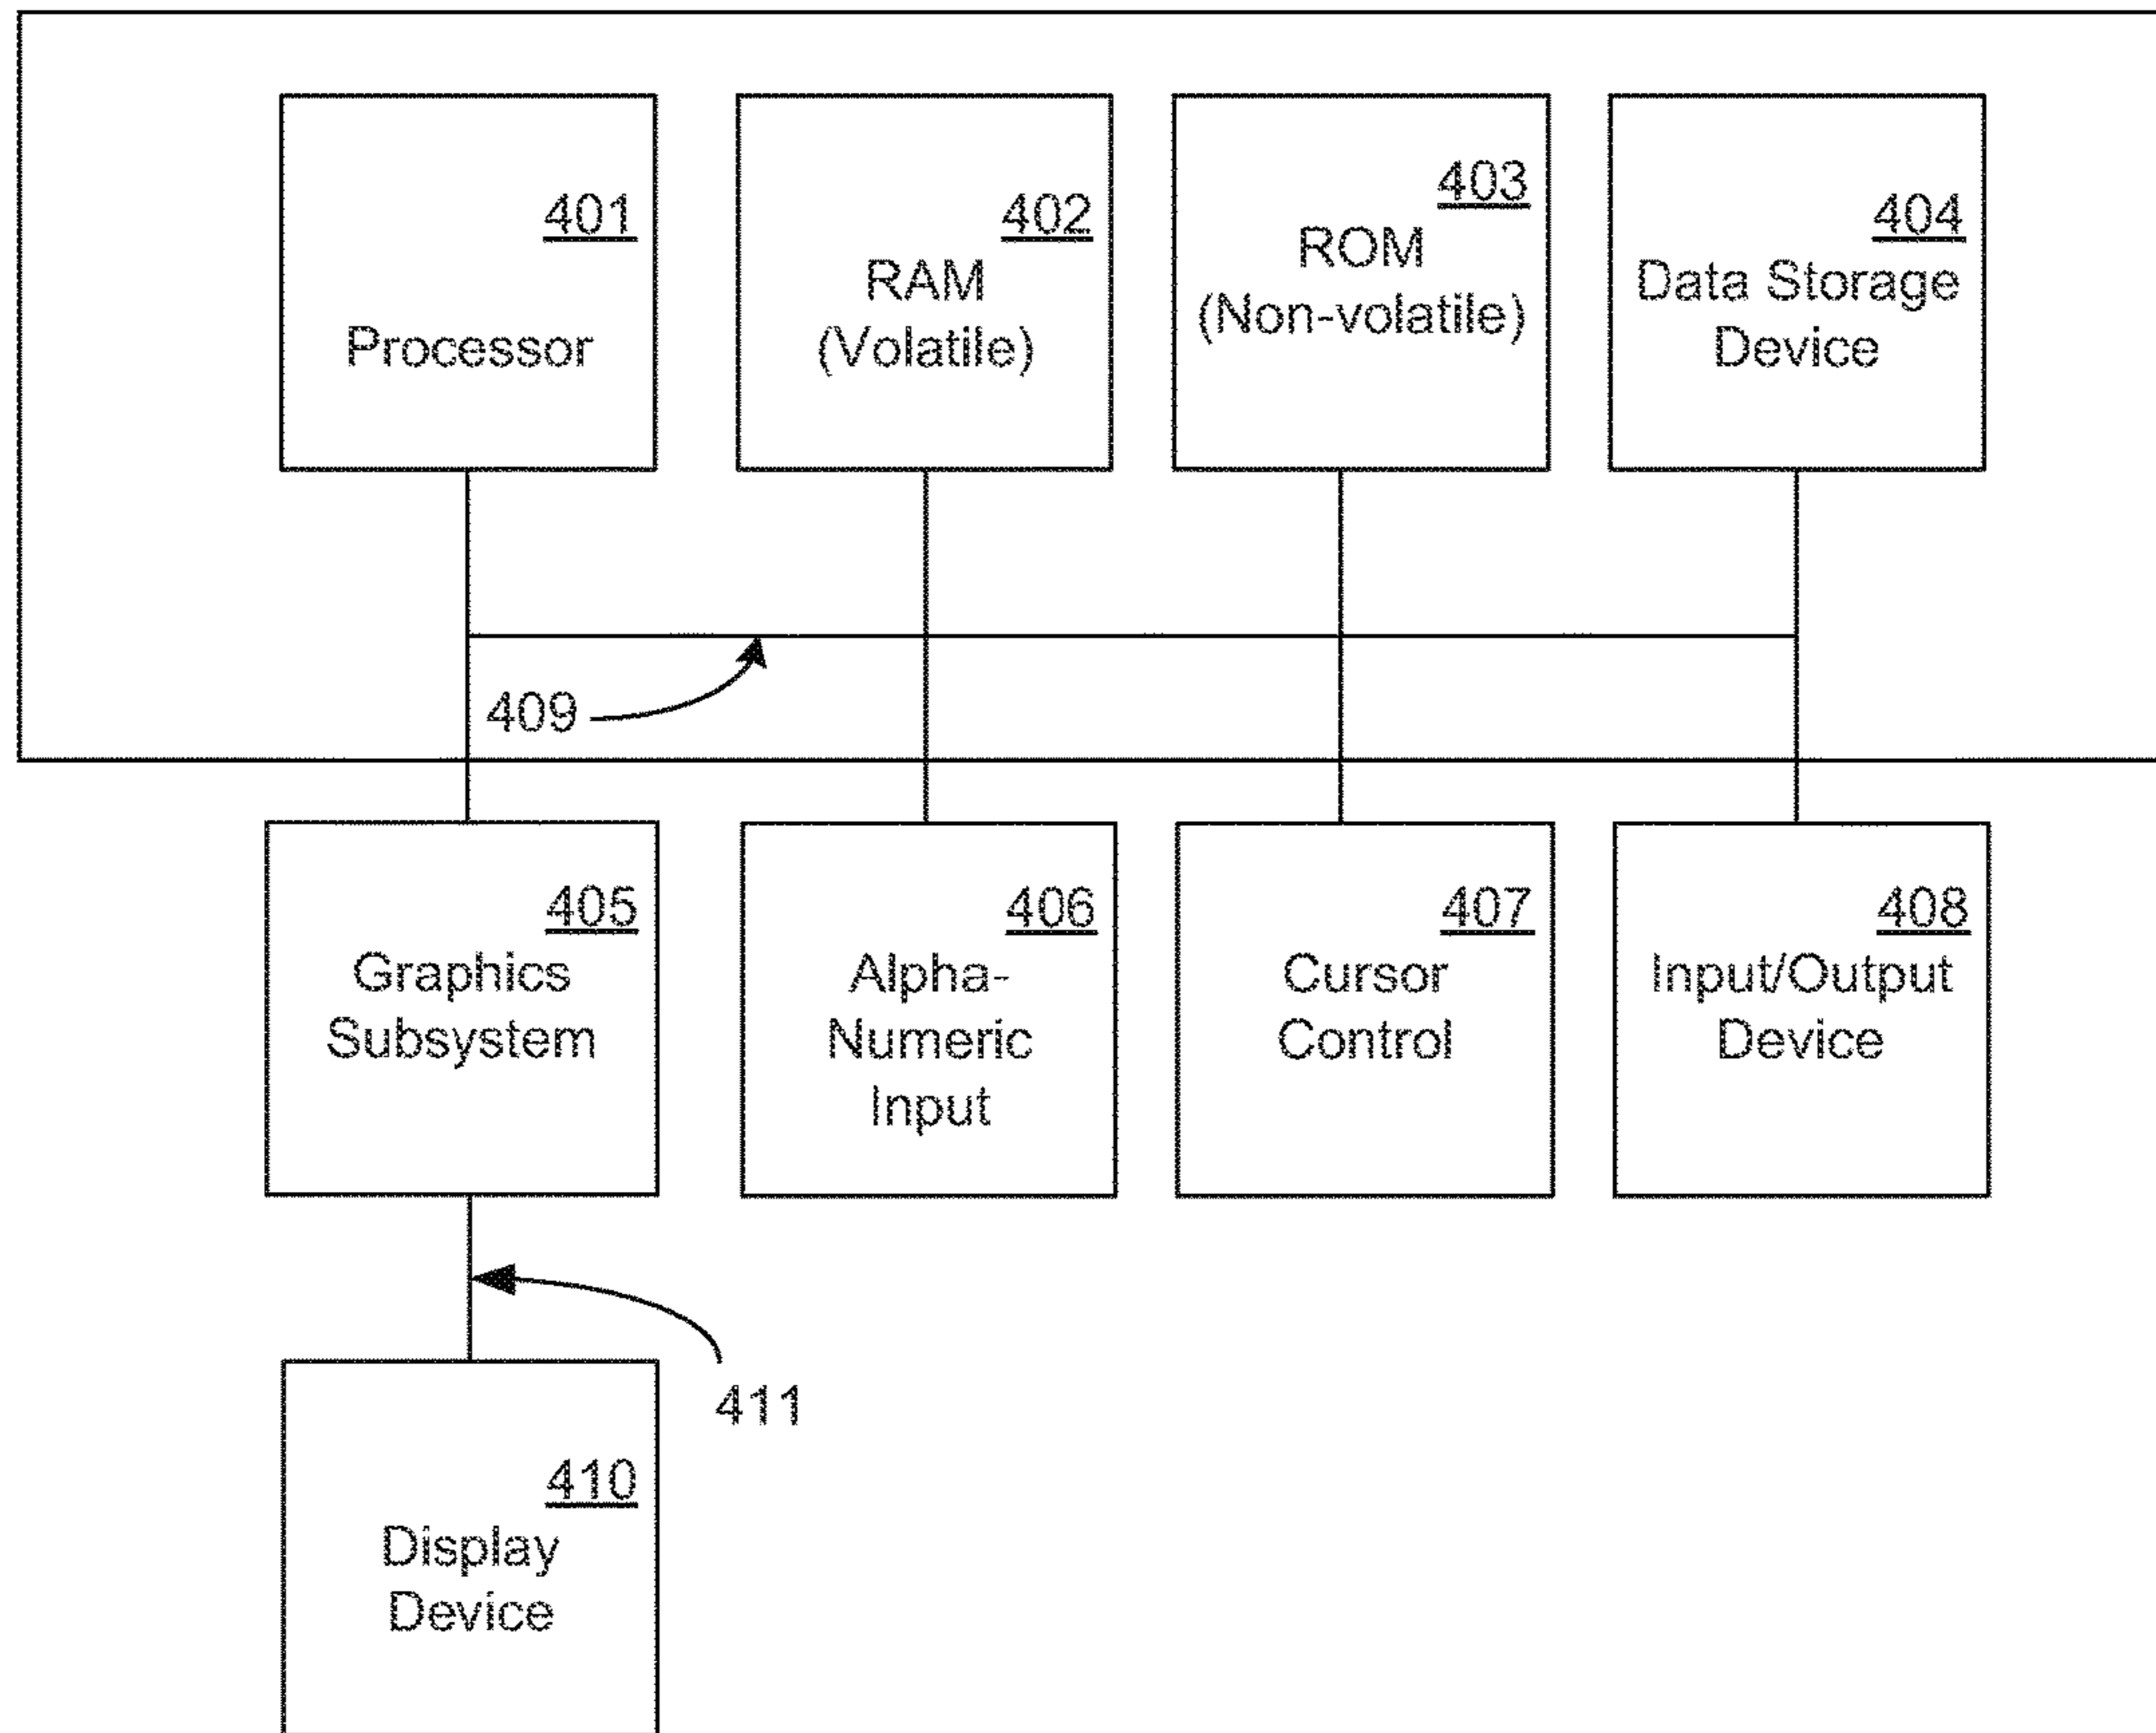 401
Processor
402
RAM
(Volatile)
403
ROM
(Non-volatile)
404
Data Storage
Device
409
405
Graphics
Subsystem
406
Alpha-
Numeric
Input
407
Cursor
Control
408
Input/Output
Device
411
410
Display
Device